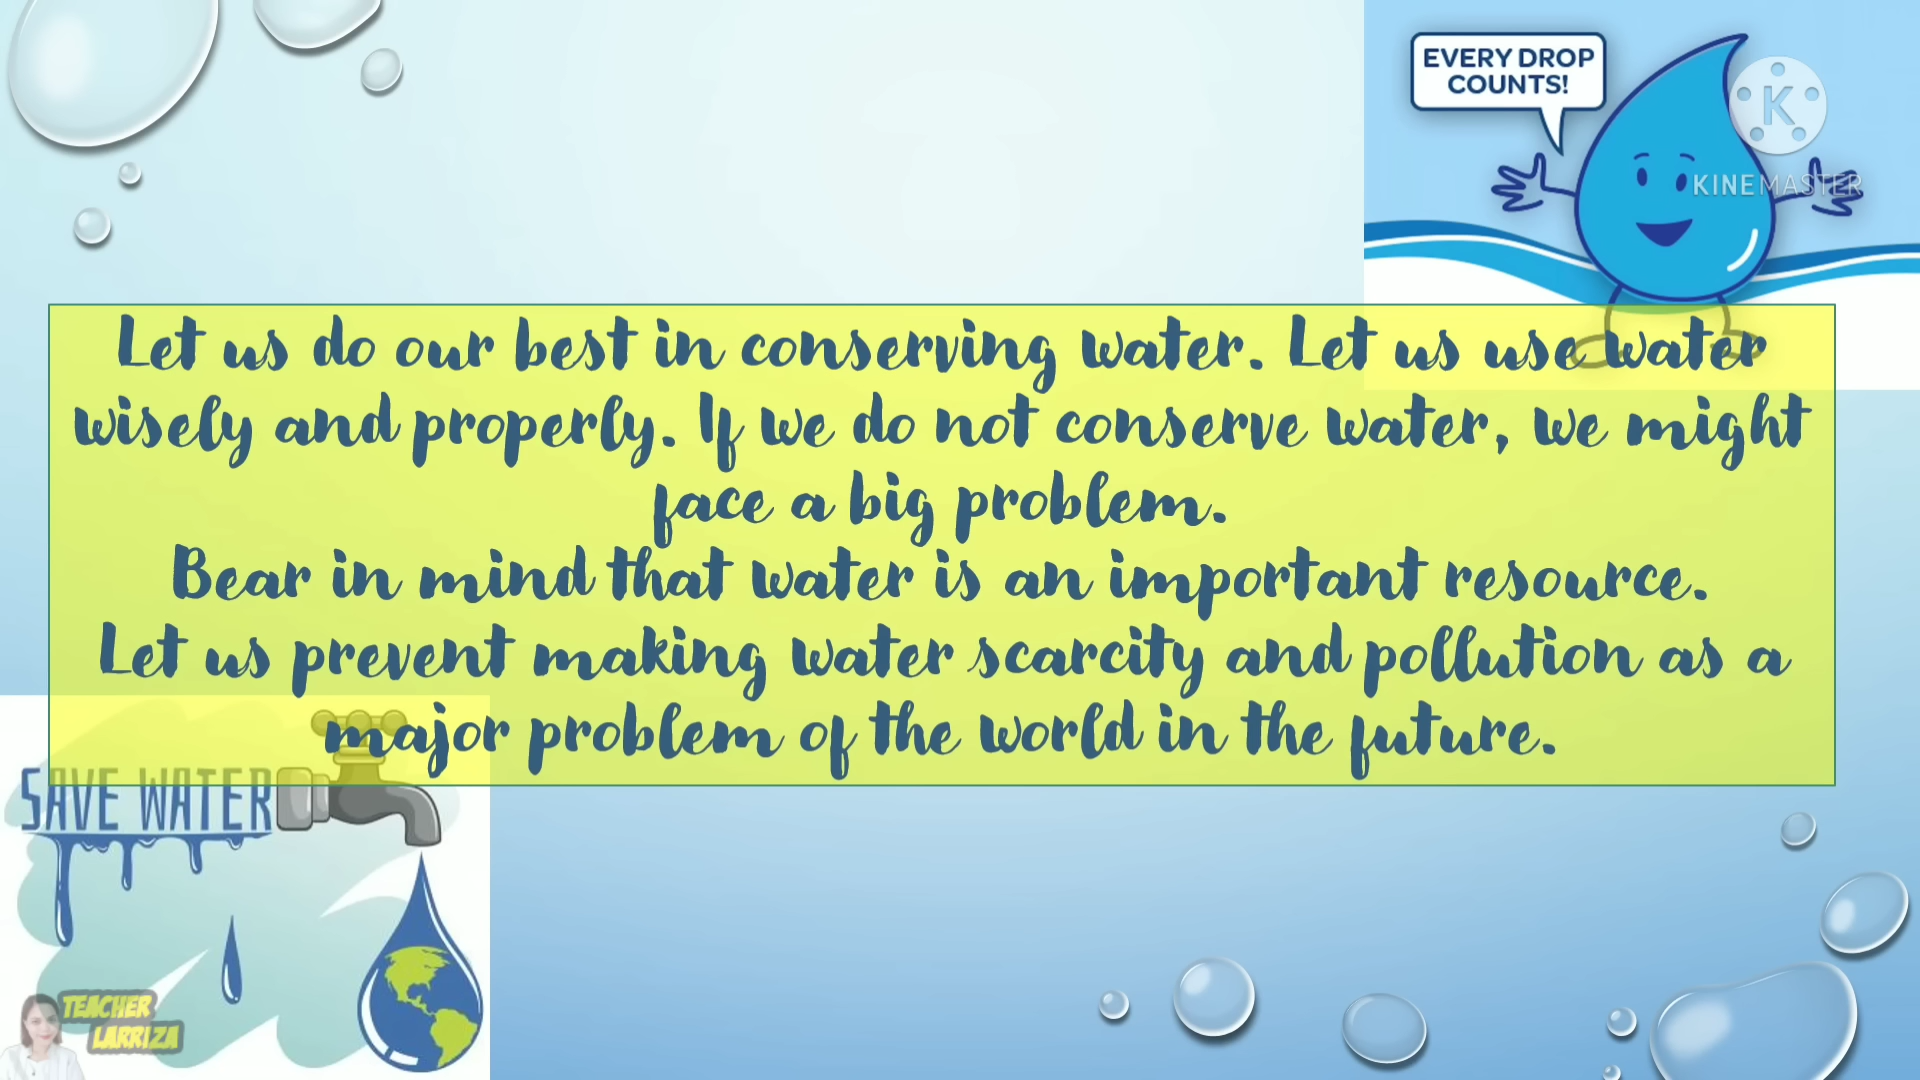 EVERY DROP
COUNTS!
K
KINEMASTER
Let us do our best in conserving water. Let us use water
wisely and properly. If we do not conserve water, we might
face a big problem.
Bear in mind that water is an important resource.
Let us prevent making water scarcity and pollution as a
major problem of the world in the future.
SAVE WATER
TEACHER
LARRIZA